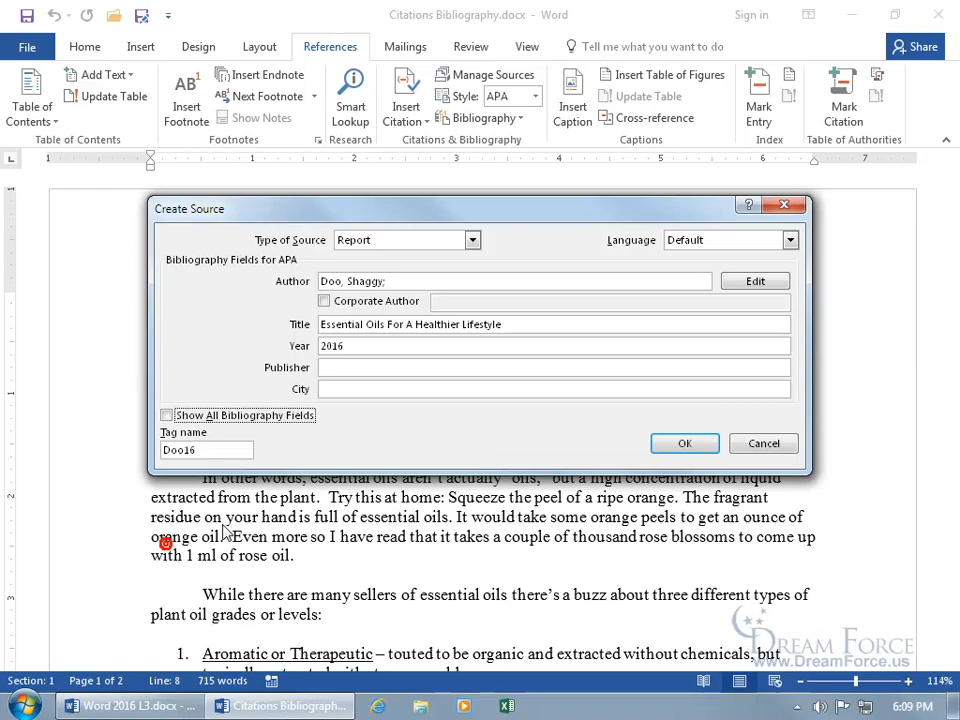 Citations Bibliography.docx - Word
Sign in
File
Home
Insert
Design
Layout
References
Mailings
Review
View
Tell me what you want to do
Share
Table of Contents
Add Text
Update Table
Table of Contents
AB1
Insert Footnote
Insert Endnote
Next Footnote
Show Notes
Footnotes
Smart Lookup
Research
Insert Citation
Manage Sources
Style: APA
Bibliography
Citations & Bibliography
Insert Caption
Insert Table of Figures
Update Table
Cross-reference
Captions
Mark Entry
Index
Mark Citation
Table of Authorities
1 1 2 3 4 5 6 7
Create Source
Type of Source Report
Language Default
Bibliography Fields for APA
Author Doo, Shaggy;
Edit
Corporate Author
Title Essential Oils For A Healthier Lifestyle
Year 2016
Publisher
City
Show All Bibliography Fields
Tag name
Doo16
OK
Cancel
In other words, essential oils aren't actually "oils," but a high concentration of liquid
extracted from the plant. Try this at home: Squeeze the peel of a ripe orange. The fragrant
residue on your hand is full of essential oils. It would take some orange peels to get an ounce of
orange oil. Even more so I have read that it takes a couple of thousand rose blossoms to come up
with 1 ml of rose oil.
While there are many sellers of essential oils there's a buzz about three different types of
plant oil grades or levels:
1. Aromatic or Therapeutic – touted to be organic and extracted without chemicals, but
DREAM FORCE
www.DreamForce.us
Section: 1
Page 1 of 2
Line: 8
715 words
114%
Word 2016 L3.docx - ...
Citations Bibliograph...
6:09 PM